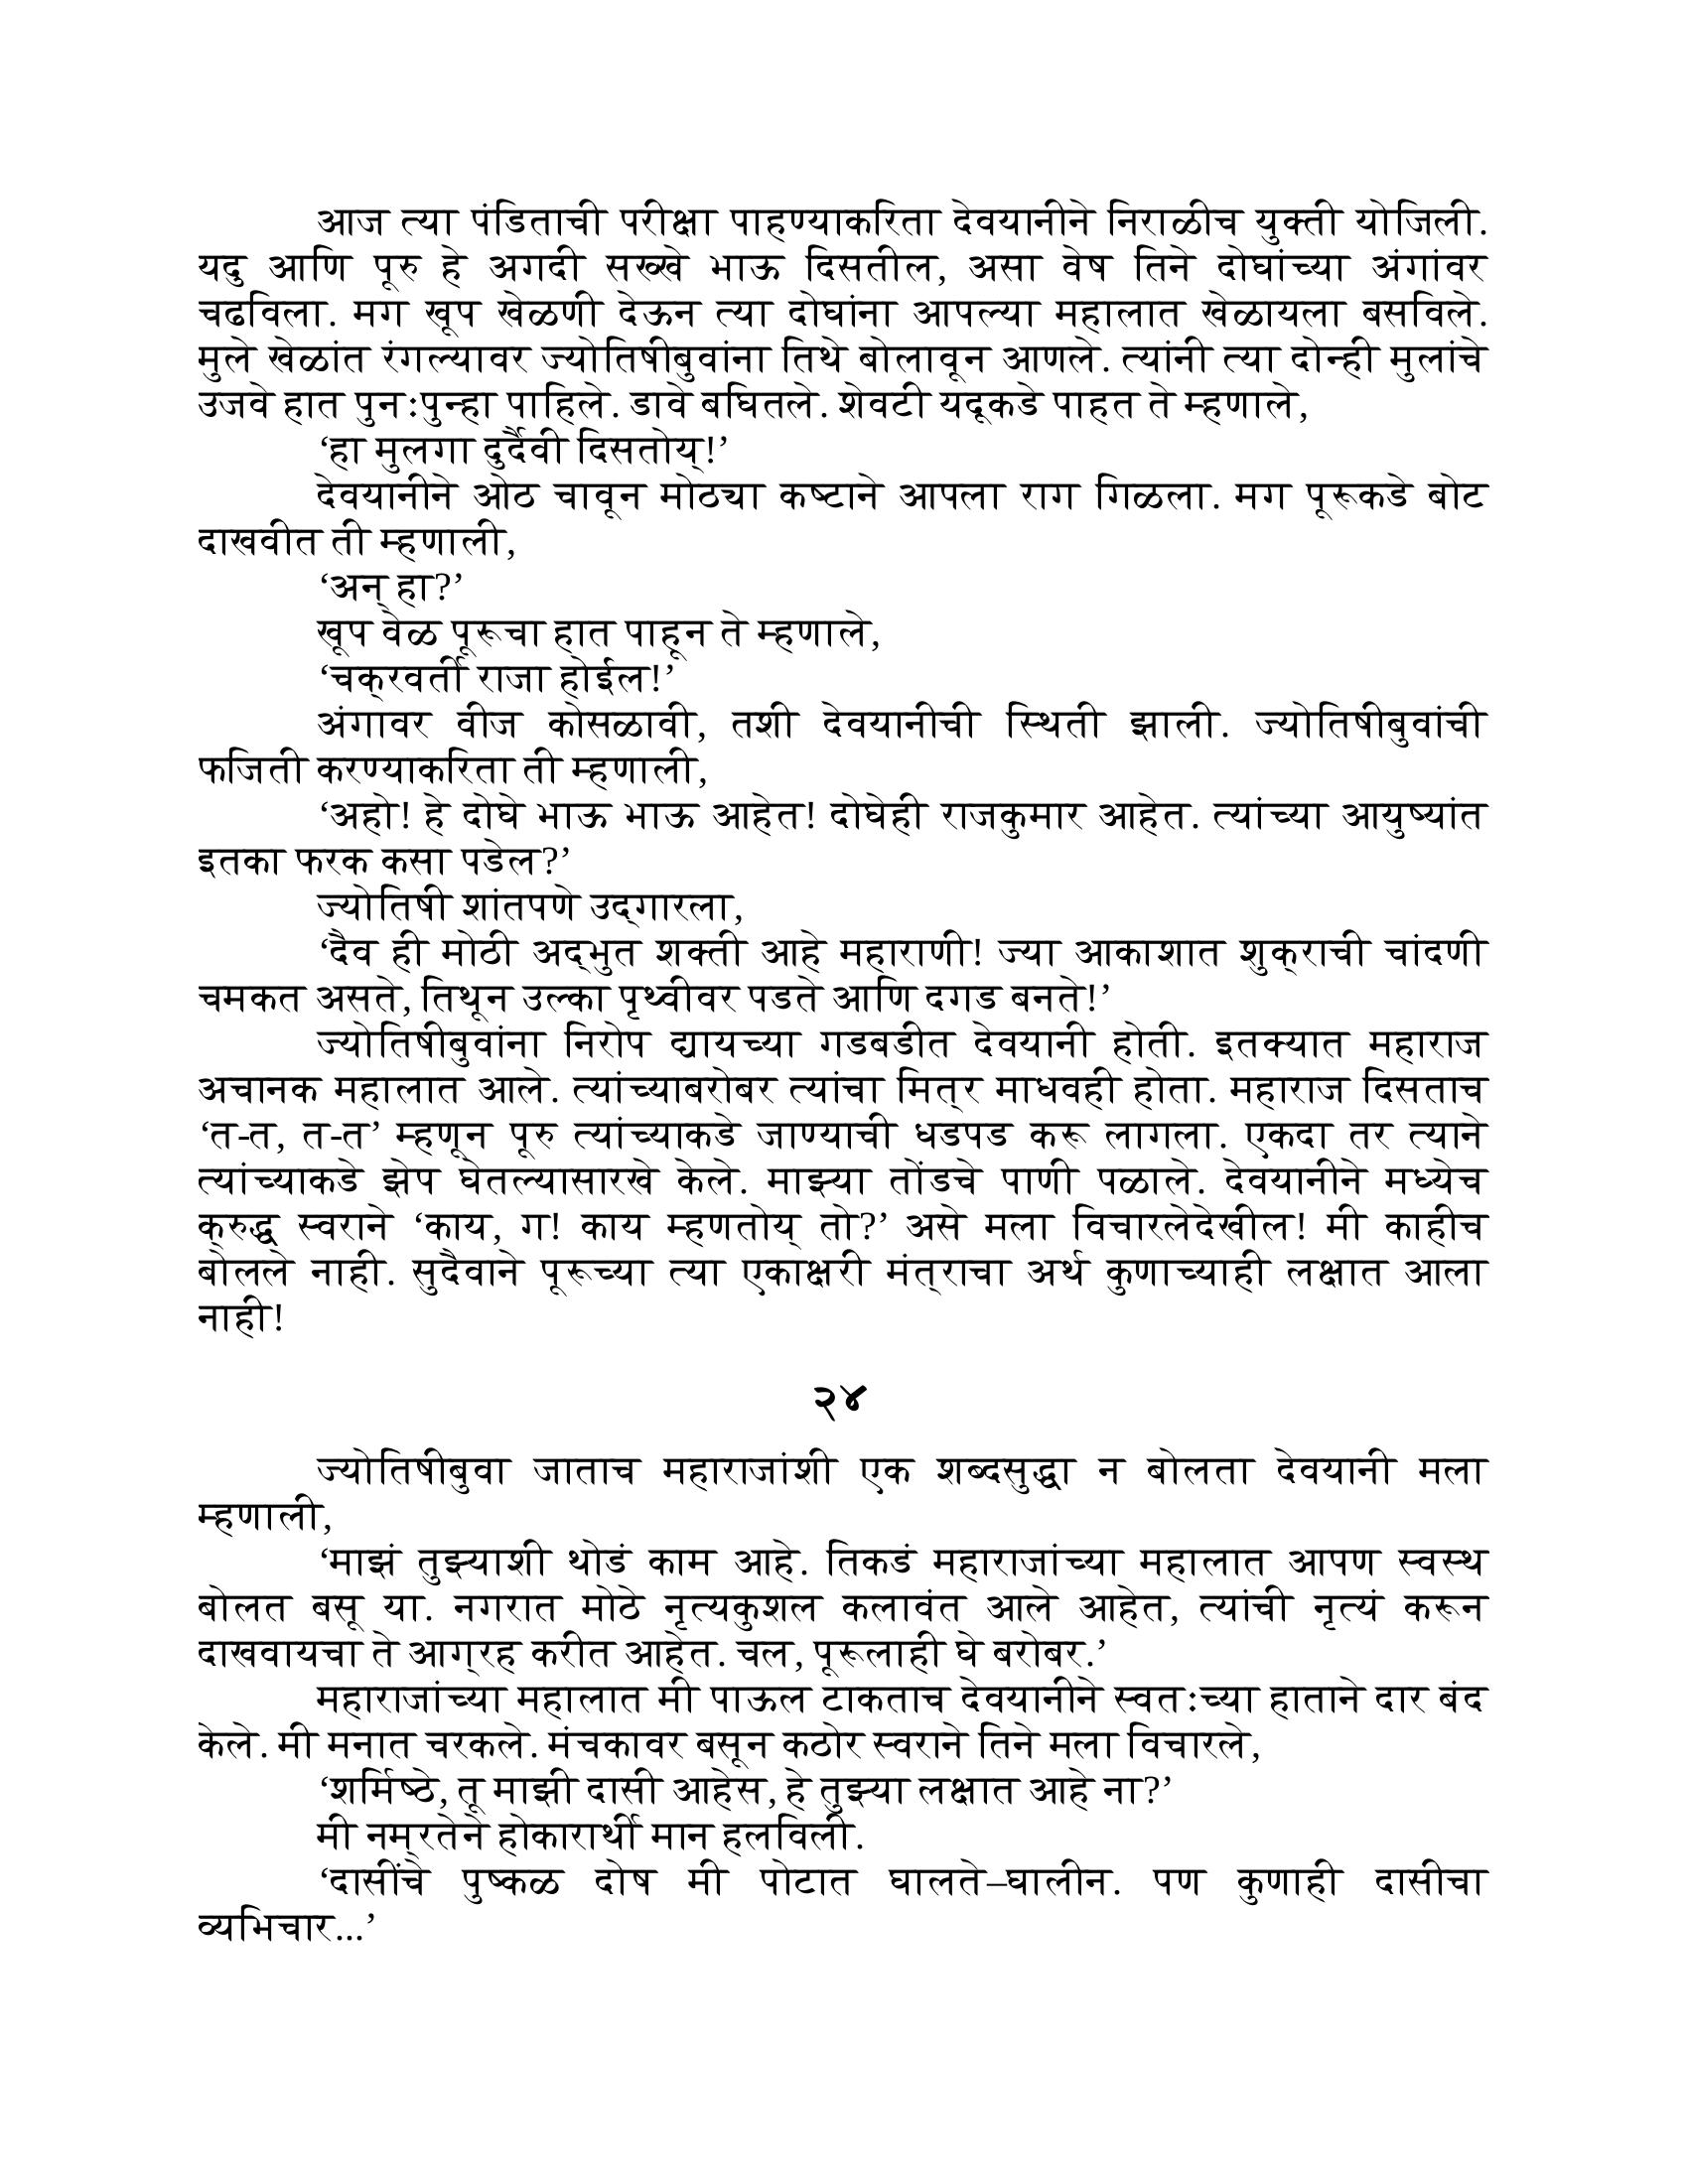 आज त्या पंडिताची परीक्षा पाहण्याकरिता देवयानीने निराळीच युक्ती योजिली.
यदु आणि पूरु हे अगदी सख्खे भाऊ दिसतील, असा वेष तिने दोघांच्या अंगांवर
चढविला. मग खूप खेळणी देऊन त्या दोघांना आपल्या महालात खेळायला बसविले.
मुले खेळांत रंगल्यावर ज्योतिषीबुवांना तिथे बोलावून आणले. त्यांनी त्या दोन्ही मुलांचे
उजवे हात पुनःपुन्हा पाहिले. डावे बघितले. शेवटी यदूकडे पाहत ते म्हणाले,
‘हा मुलगा दुर्दैवी दिसतोय्!’
देवयानीने ओठ चावून मोठ्या कष्टाने आपला राग गिळला. मग पूरूकडे बोट
दाखवीत ती म्हणाली,
‘अन् हा?’
खूप वेळ पूरूचा हात पाहून ते म्हणाले,
‘चक्रवर्ती राजा होईल!’
अंगावर वीज कोसळावी, तशी देवयानीची स्थिती झाली. ज्योतिषीबुवांची
फजिती करण्याकरिता ती म्हणाली,
‘अहो! हे दोघे भाऊ भाऊ आहेत! दोघेही राजकुमार आहेत. त्यांच्या आयुष्यांत
इतका फरक कसा पडेल?’
ज्योतिषी शांतपणे उद्‌गारला,
‘दैव ही मोठी अद्‌भुत शक्ती आहे महाराणी! ज्या आकाशात शुक्राची चांदणी
चमकत असते, तिथून उल्का पृथ्वीवर पडते आणि दगड बनते!’
ज्योतिषीबुवांना निरोप द्यायच्या गडबडीत देवयानी होती. इतक्यात महाराज
अचानक महालात आले. त्यांच्याबरोबर त्यांचा मित्र माधवही होता. महाराज दिसताच
‘त-त, त-त’ म्हणून पूरु त्यांच्याकडे जाण्याची धडपड करू लागला. एकदा तर त्याने
त्यांच्याकडे झेप घेतल्यासारखे केले. माझ्या तोंडचे पाणी पळाले. देवयानीने मध्येच
क्रुद्ध स्वराने ‘काय, ग! काय म्हणतोय् तो?’ असे मला विचारलेदेखील! मी काहीच
बोलले नाही. सुदैवाने पूरूच्या त्या एकाक्षरी मंत्राचा अर्थ कुणाच्याही लक्षात आला
नाही!
२४
ज्योतिषीबुवा जाताच महाराजांशी एक शब्दसुद्धा न बोलता देवयानी मला
म्हणाली,
‘माझं तुझ्याशी थोडं काम आहे. तिकडं महाराजांच्या महालात आपण स्वस्थ
बोलत बसू या. नगरात मोठे नृत्यकुशल कलावंत आले आहेत, त्यांची नृत्यं करून
दाखवायचा ते आग्रह करीत आहेत. चल, पूरूलाही घे बरोबर.’
महाराजांच्या महालात मी पाऊल टाकताच देवयानीने स्वतःच्या हाताने दार बंद
केले. मी मनात चरकले. मंचकावर बसून कठोर स्वराने तिने मला विचारले,
‘शर्मिष्ठे, तू माझी दासी आहेस, हे तुझ्या लक्षात आहे ना?’
मी नम्रतेने होकारार्थी मान हलविली.
‘दासींचे पुष्कळ दोष मी पोटात घालते–घालीन. पण कुणाही दासीचा
व्यभिचार...’